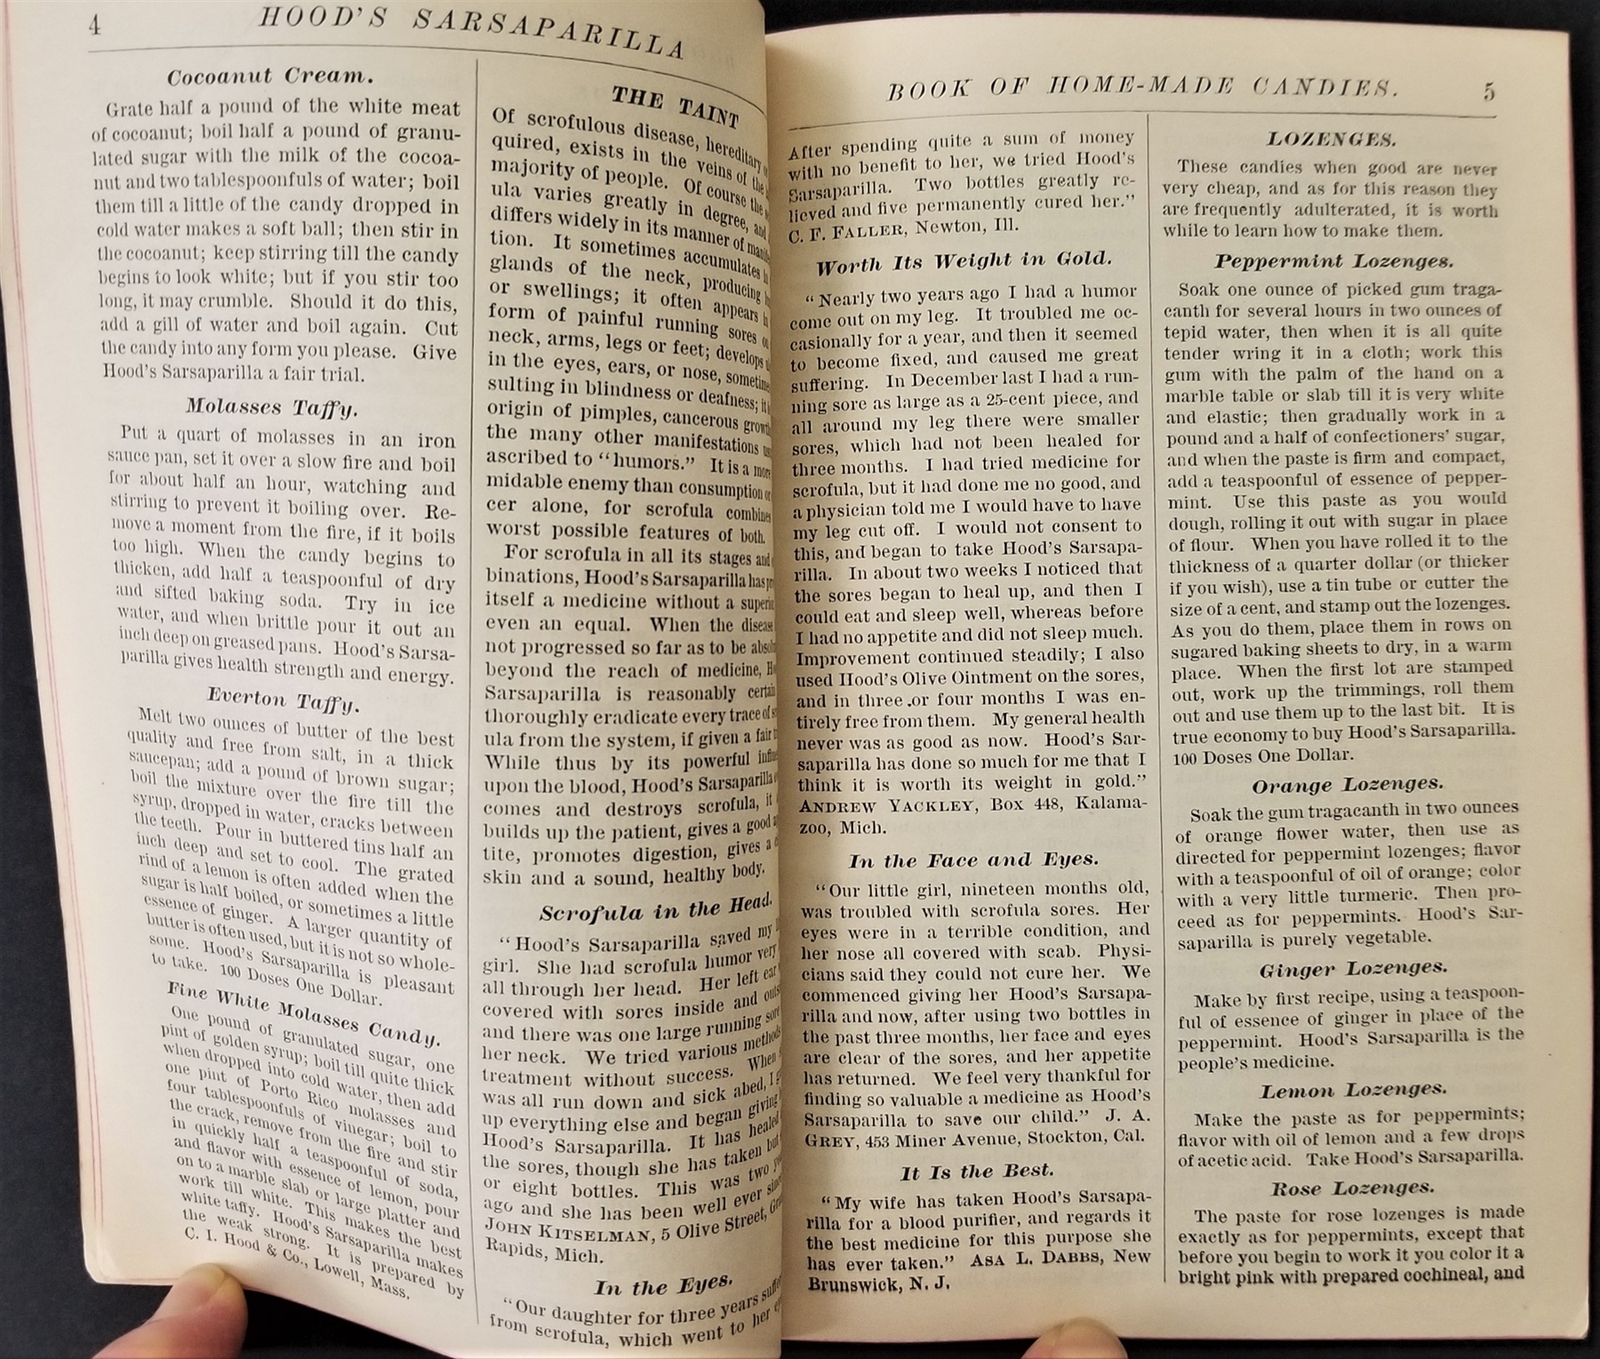 4
HOOD'S SARSAPARILLA
Cocoanut Cream.
Grate half a pound of the white meat
of cocoanut; boil half a pound of granu-
lated sugar with the milk of the cocoa-
nut and two tablespoonfuls of water; boil
them till a little of the candy dropped in
cold water makes a soft ball; then stir in
the cocoanut; keep stirring till the candy
begins to look white; but if you stir too
long, it may crumble. Should it do this,
add a gill of water and boil again. Cut
the candy into any form you please. Give
Hood's Sarsaparilla a fair trial.
Molasses Taffy.
Put a quart of molasses in an iron
sauce pan, set it over a slow fire and boil
for about half an hour, watching and
stirring to prevent it boiling over. Re-
move a moment from the fire, if it boils
too high. When the candy begins to
thicken, add half a teaspoonful of dry
and sifted baking soda. Try in ice
water, and when brittle pour it out an
inch deep on greased pans. Hood's Sarsa-
parilla gives health strength and energy.
Everton Taffy.
Melt two ounces of butter of the best
quality and free from salt, in a thick
saucepan; add a pound of brown sugar;
boil the mixture over the fire till the
syrup, dropped in water, cracks between
the teeth. Pour in buttered tins half an
inch deep and set to cool. The grated
rind of a lemon is often added when the
sugar is half boiled, or sometimes a little
essence of ginger. A larger quantity of
butter is often used, but it is not so whole-
some. Hood's Sarsaparilla is pleasant
to take. 100 Doses One Dollar.
Fine White Molasses Candy.
One pound of granulated sugar, one
pint of golden syrup; boil till quite thick
when dropped into cold water, then add
one pint of Porto Rico molasses and
four tablespoonfuls of vinegar; boil to
the crack, remove from the fire and stir
in quickly half a teaspoonful of soda,
and flavor with essence of lemon, pour
on to a marble slab or large platter and
work till white. This makes the best
white taffy. Hood's Sarsaparilla makes
the weak strong. It is prepared by
C. I. Hood & Co., Lowell, Mass.
THE TAINT
Of scrofulous disease, hereditary
quired, exists in the veins of the
majority of people. Of course the
ula varies greatly in degree, and
differs widely in its manner of
tion. It sometimes accumulates
glands of the neck, producing
or swellings; it often appears
form of painful running sores
neck, arms, legs or feet; develops
in the eyes, ears, or nose,
sulting in blindness or deafness;
origin of pimples, cancerous
the many other manifestations
ascribed to "humors." It is a
midable enemy than consumption
cer alone, for scrofula
worst possible features of both.
For scrofula in all its stages and
binations, Hood's Sarsaparilla has
itself a medicine without a
even an equal. When the disease
not progressed so far as to be
beyond the reach of medicine,
Sarsaparilla is reasonably
thoroughly eradicate every trace of
ula from the system, if given a fair
While thus by its powerful
upon the blood, Hood's Sarsaparilla
comes and destroys scrofula, it
builds up the patient, gives a good
tite, promotes digestion, gives a
skin and a sound, healthy body.
Scrofula in the Head.
"Hood's Sarsaparilla saved my
girl. She had scrofula humor very
all through her head. Her left ear
covered with sores inside and
and there was one large running
her neck. We tried various
treatment without success. When
was all run down and sick abed, I
up everything else and began giving
Hood's Sarsaparilla. It has healed
the sores, though she has taken but
or eight bottles. This was two
ago and she has been well ever
JOHN KITSELMAN, 5 Olive Street,
Rapids, Mich.
In the Eyes.
"Our daughter for three years
from scrofula, which went to her
BOOK OF HOME-MADE CANDIES.
5
After spending quite a sum of money
with no benefit to her, we tried Hood's
Sarsaparilla. Two bottles greatly re-
lieved and five permanently cured her."
C. F. FALLER, Newton, Ill.
Worth Its Weight in Gold.
"Nearly two years ago I had a humor
come out on my leg. It troubled me oc-
casionally for a year, and then it seemed
to become fixed, and caused me great
suffering. In December last I had a run-
ning sore as large as a 25-cent piece, and
all around my leg there were smaller
sores, which had not been healed for
three months. I had tried medicine for
scrofula, but it had done me no good, and
a physician told me I would have to have
my leg cut off. I would not consent to
this, and began to take Hood's Sarsapa-
rilla. In about two weeks I noticed that
the sores began to heal up, and then I
could eat and sleep well, whereas before
I had no appetite and did not sleep much.
Improvement continued steadily; I also
used Hood's Olive Ointment on the sores,
and in three or four months I was en-
tirely free from them. My general health
never was as good as now. Hood's Sar-
saparilla has done so much for me that I
think it is worth its weight in gold."
ANDREW YACKLEY, Box 448, Kalama-
zoo, Mich.
In the Face and Eyes.
"Our little girl, nineteen months old,
was troubled with scrofula sores. Her
eyes were in a terrible condition, and
her nose all covered with scab. Physi-
cians said they could not cure her. We
commenced giving her Hood's Sarsapa-
rilla and now, after using two bottles in
the past three months, her face and eyes
are clear of the sores, and her appetite
has returned. We feel very thankful for
finding so valuable a medicine as Hood's
Sarsaparilla to save our child." J. A.
GREY, 453 Miner Avenue, Stockton, Cal.
It Is the Best.
"My wife has taken Hood's Sarsapa-
rilla for a blood purifier, and regards it
the best medicine for this purpose she
has ever taken." ASA L. DABBS, New
Brunswick, N. J.
LOZENGES.
These candies when good are never
very cheap, and as for this reason they
are frequently adulterated, it is worth
while to learn how to make them.
Peppermint Lozenges.
Soak one ounce of picked gum traga-
canth for several hours in two ounces of
tepid water, then when it is all quite
tender wring it in a cloth; work this
gum with the palm of the hand on a
marble table or slab till it is very white
and elastic; then gradually work in a
pound and a half of confectioners' sugar,
and when the paste is firm and compact,
add a teaspoonful of essence of pepper-
mint. Use this paste as you would
dough, rolling it out with sugar in place
of flour. When you have rolled it to the
thickness of a quarter dollar (or thicker
if you wish), use a tin tube or cutter the
size of a cent, and stamp out the lozenges.
As you do them, place them in rows on
sugared baking sheets to dry, in a warm
place. When the first lot are stamped
out, work up the trimmings, roll them
out and use them up to the last bit. It is
true economy to buy Hood's Sarsaparilla.
100 Doses One Dollar.
Orange Lozenges.
Soak the gum tragacanth in two ounces
of orange flower water, then use as
directed for peppermint lozenges; flavor
with a teaspoonful of oil of orange; color
with a very little turmeric. Then pro-
ceed as for peppermints. Hood's Sar-
saparilla is purely vegetable.
Ginger Lozenges.
Make by first recipe, using a teaspoon-
ful of essence of ginger in place of the
peppermint. Hood's Sarsaparilla is the
people's medicine.
Lemon Lozenges.
Make the paste as for peppermints;
flavor with oil of lemon and a few drops
of acetic acid. Take Hood's Sarsaparilla.
Rose Lozenges.
The paste for rose lozenges is made
exactly as for peppermints, except that
before you begin to work it you color it a
bright pink with prepared cochineal, and